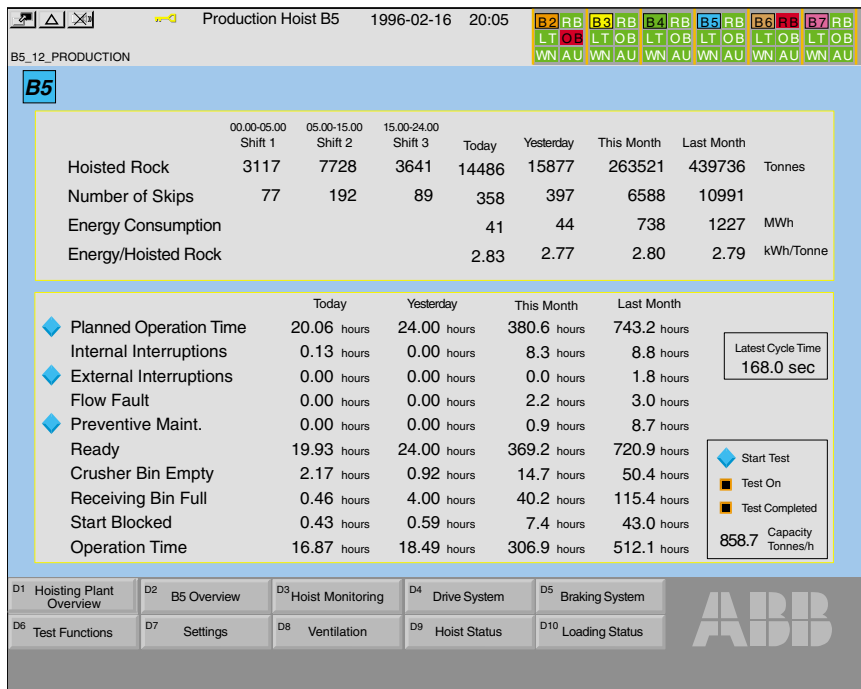 Production Hoist B5 1996-02-16 20:05
B2 RB B3 RB B4 RB B5 RB B6 RB B7 RB
LT OB LT OB LT OB LT OB LT OB LT OB
WN AU WN AU WN AU WN AU WN AU WN AU
B5_12_PRODUCTION
B5
00.00-05.00 05.00-15.00 15.00-24.00
Shift 1 Shift 2 Shift 3 Today Yesterday This Month Last Month
Hoisted Rock 3117 7728 3641 14486 15877 263521 439736 Tonnes
Number of Skips 77 192 89 358 397 6588 10991
Energy Consumption 41 44 738 1227 MWh
Energy/Hoisted Rock 2.83 2.77 2.80 2.79 kWh/Tonne
Today Yesterday This Month Last Month
Planned Operation Time 20.06 hours 24.00 hours 380.6 hours 743.2 hours
Internal Interruptions 0.13 hours 0.00 hours 8.3 hours 8.8 hours
External Interruptions 0.00 hours 0.00 hours 0.0 hours 1.8 hours
Flow Fault 0.00 hours 0.00 hours 2.2 hours 3.0 hours
Preventive Maint. 0.00 hours 0.00 hours 0.9 hours 8.7 hours
Ready 19.93 hours 24.00 hours 369.2 hours 720.9 hours
Crusher Bin Empty 2.17 hours 0.92 hours 14.7 hours 50.4 hours
Receiving Bin Full 0.46 hours 4.00 hours 40.2 hours 115.4 hours
Start Blocked 0.43 hours 0.59 hours 7.4 hours 43.0 hours
Operation Time 16.87 hours 18.49 hours 306.9 hours 512.1 hours
Latest Cycle Time
168.0 sec
Start Test
Test On
Test Completed
858.7 Capacity
Tonnes/h
D1 Hoisting Plant
Overview
D2 B5 Overview
D3 Hoist Monitoring
D4 Drive System
D5 Braking System
D6 Test Functions
D7 Settings
D8 Ventilation
D9 Hoist Status
D10 Loading Status
ABB